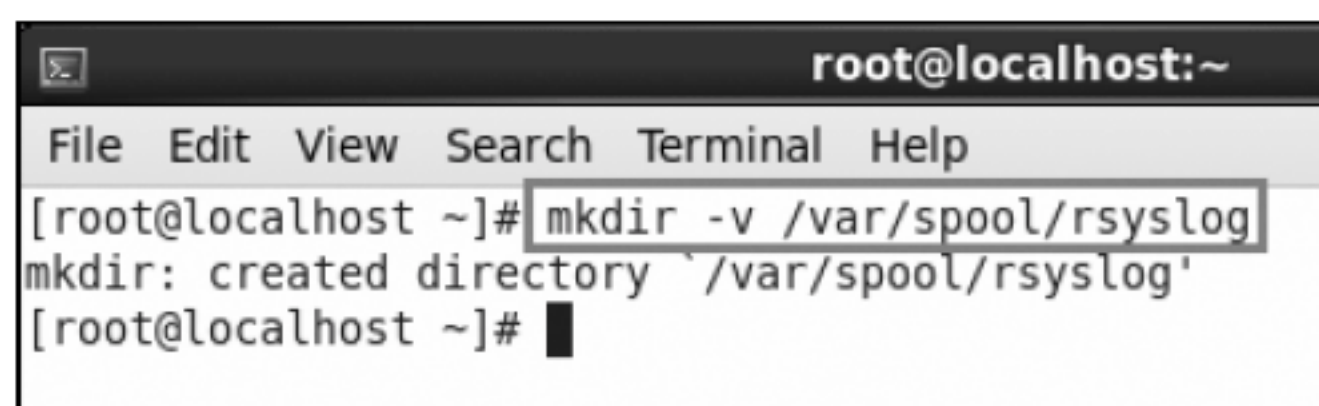 root@localhost:~
File Edit View Search Terminal Help
[root@localhost ~]# mkdir -v /var/spool/rsyslog
mkdir: created directory `/var/spool/rsyslog'
[root@localhost ~]#